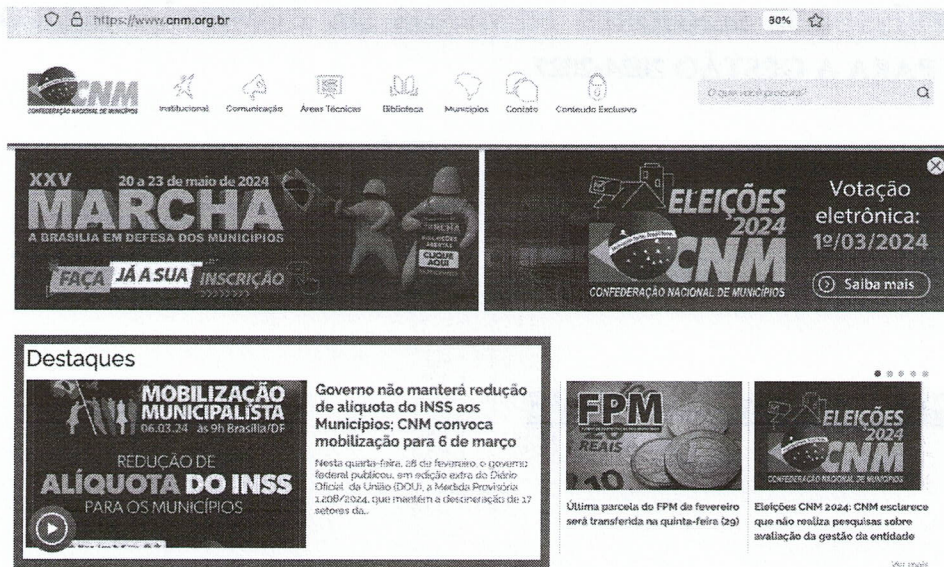 https://www.cnm.org.br
80%
CNM
CONFEDERAÇÃO NACIONAL DE MUNICÍPIOS
Institucional
Comunicação
Áreas Técnicas
Biblioteca
Municípios
Contato
Conteúdo Exclusivo
O que você procura?
XXV
20 a 23 de maio de 2024
MARCHA
A BRASÍLIA EM DEFESA DOS MUNICÍPIOS
FAÇA JÁ A SUA INSCRIÇÃO
MARCHA
CLIQUE
AQUI
ELEIÇÕES
2024
CNM
CONFEDERAÇÃO NACIONAL DE MUNICÍPIOS
Votação
eletrônica:
1º/03/2024
Saiba mais
Destaques
MOBILIZAÇÃO
MUNICIPALISTA
06.03.24 às 9h Brasília/DF
REDUÇÃO DE
ALÍQUOTA DO INSS
PARA OS MUNICÍPIOS
Governo não manterá redução
de alíquota do INSS aos
Municípios; CNM convoca
mobilização para 6 de março
Nesta quarta-feira, 28 de fevereiro, o governo
federal publicou, em edição extra do Diário
Oficial da União (DOU), a Medida Provisória
1.208/2024, que mantém a desoneração de 17
setores da...
FPM
REAIS
10
Última parcela do FPM de fevereiro
será transferida na quinta-feira (29)
ELEIÇÕES
2024
CNM
CONFEDERAÇÃO NACIONAL DE MUNICÍPIOS
Eleições CNM 2024: CNM esclarece
que não realiza pesquisas sobre
avaliação da gestão da entidade
Ver mais